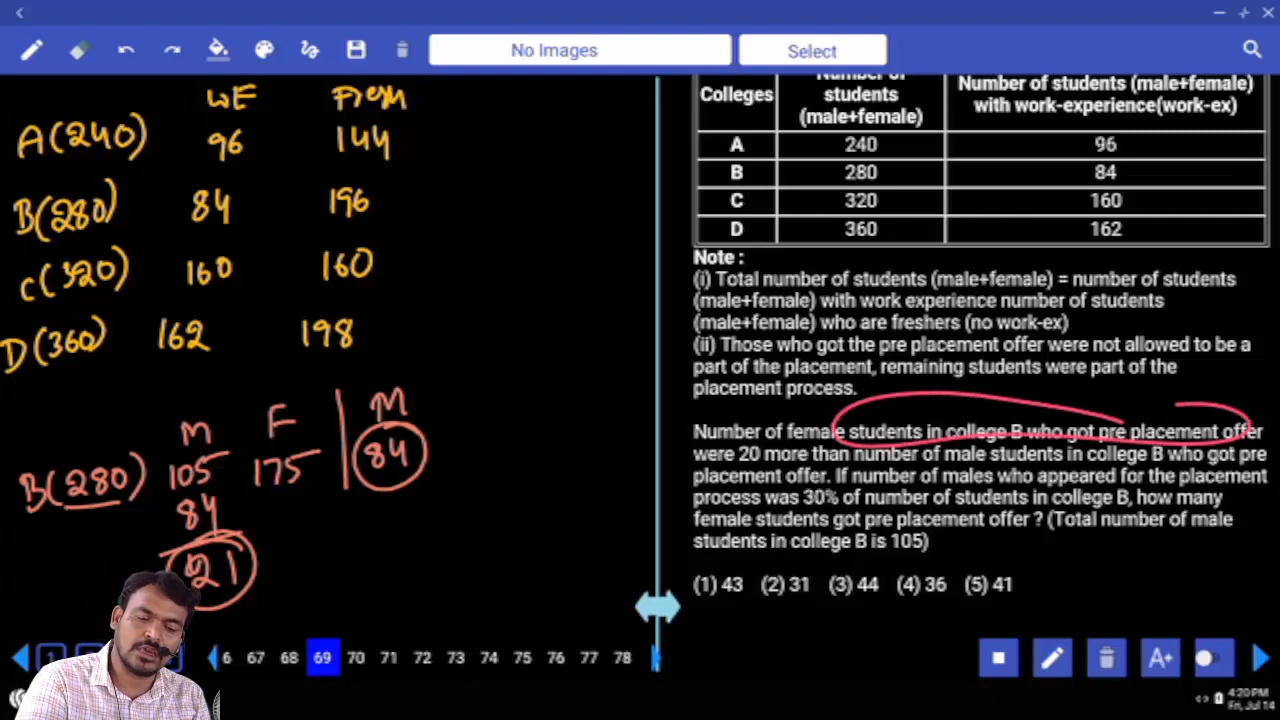 No Images
Select
WE Fresh
A(240) 96 144
B(280) 84 196
C(320) 160 160
D(360) 162 198
M F M
B(280) 105 175 84
84
21
Number of
Colleges students Number of students (male+female)
(male+female) with work-experience(work-ex)
A 240 96
B 280 84
C 320 160
D 360 162
Note :
(i) Total number of students (male+female) = number of students
(male+female) with work experience number of students
(male+female) who are freshers (no work-ex)
(ii) Those who got the pre placement offer were not allowed to be a
part of the placement, remaining students were part of the
placement process.
Number of female students in college B who got pre placement offer
were 20 more than number of male students in college B who got pre
placement offer. If number of males who appeared for the placement
process was 30% of number of students in college B, how many
female students got pre placement offer ? (Total number of male
students in college B is 105)
(1) 43 (2) 31 (3) 44 (4) 36 (5) 41
6 67 68 69 70 71 72 73 74 75 76 77 78
A+
4:20 PM
Fri, Jul 14